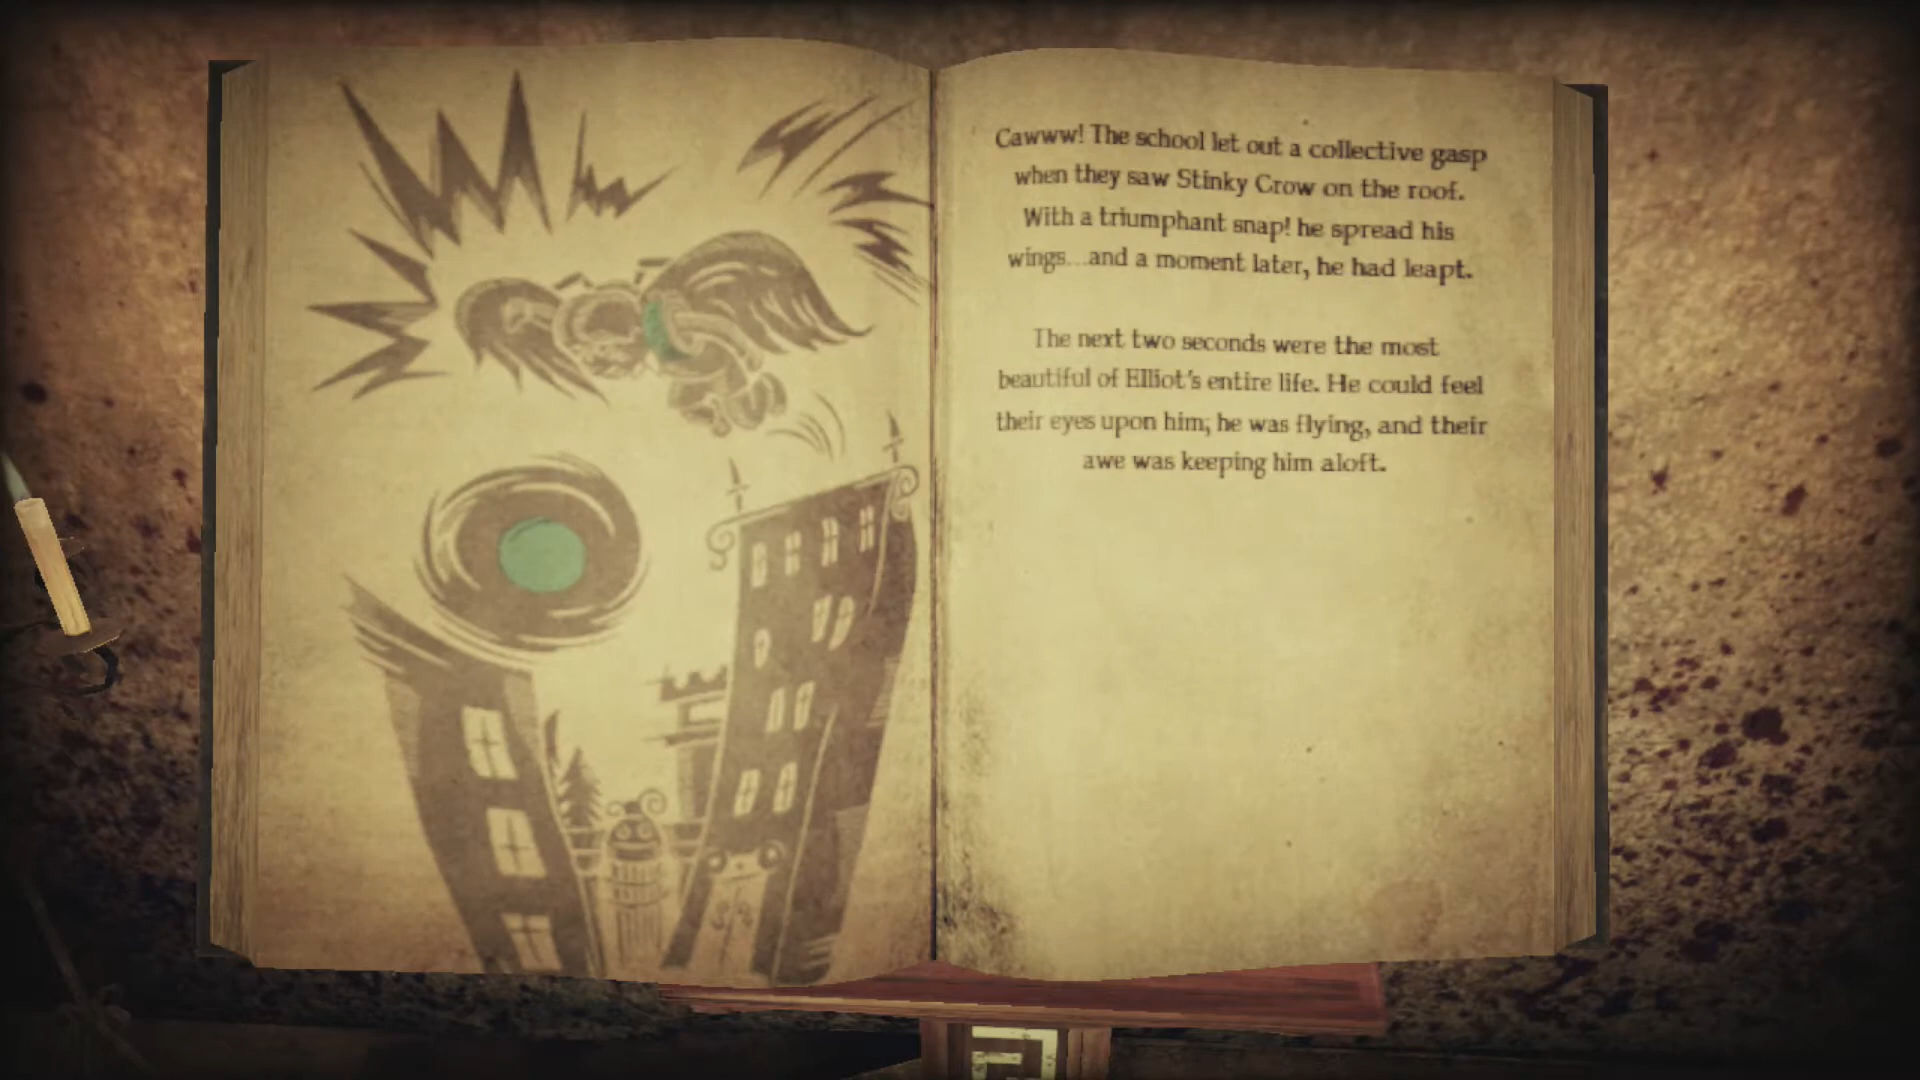 Cawww! The school let out a collective gasp
when they saw Stinky Crow on the roof.
With a triumphant snap! he spread his
wings...and a moment later, he had leapt.
The next two seconds were the most
beautiful of Elliot's entire life. He could feel
their eyes upon him; he was flying, and their
awe was keeping him aloft.